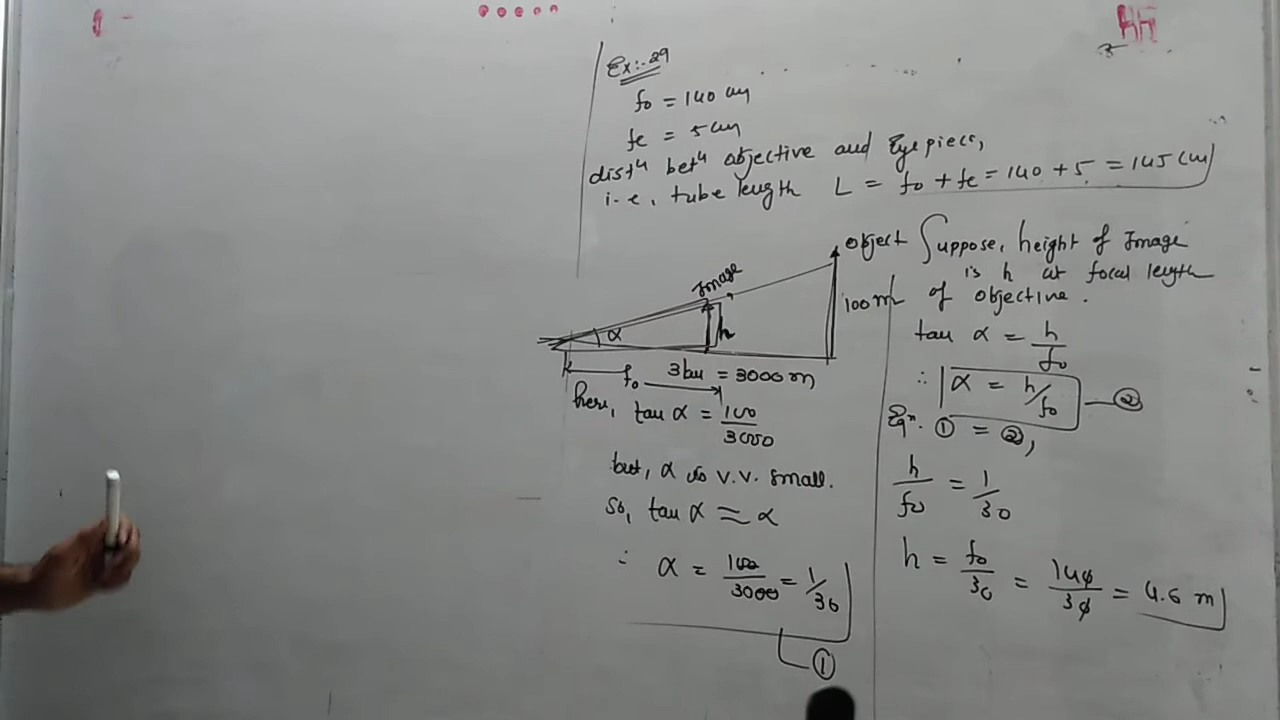 Ex:-29
fo = 140 cm
fe = 5 cm
distⁿ betⁿ objective and Eyepiece,
i.e. tube length L = fo + fe = 140 + 5 = 145 cm
object
Image
100 m
α
h
fo
3 km = 3000 m
here, tan α = 100/3000
but, α is v.v. small.
so, tan α ≃ α
∴ α = 100/3000 = 1/30
①
Suppose, height of Image
is h at focal length
of objective.
tan α = h/fo
∴ α = h/fo — ②
Eqⁿ. ① = ②,
h/fo = 1/30
h = fo/30 = 140/30 = 4.6 m